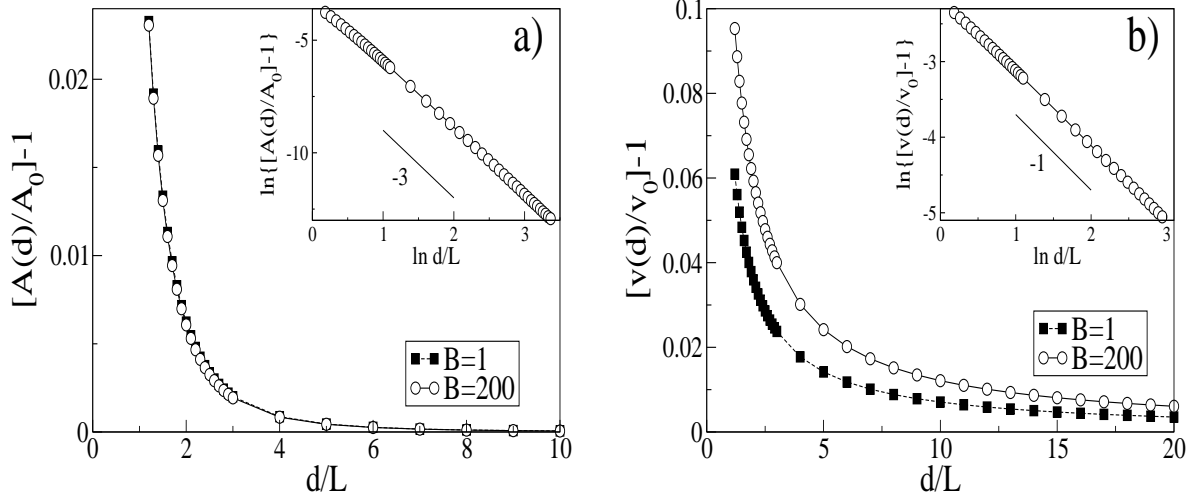 a)
[A(d)/A0]-1
0.02
0.01
0
0 2 4 6 8 10
d/L
ln{[A(d)/A0]-1}
-5
-10
0 1 2 3
ln d/L
-3
B=1
B=200
b)
[v(d)/v0]-1
0.1
0.08
0.06
0.04
0.02
0
0 5 10 15 20
d/L
ln{[v(d)/v0]-1}
-3
-4
-5
0 1 2 3
ln d/L
-1
B=1
B=200